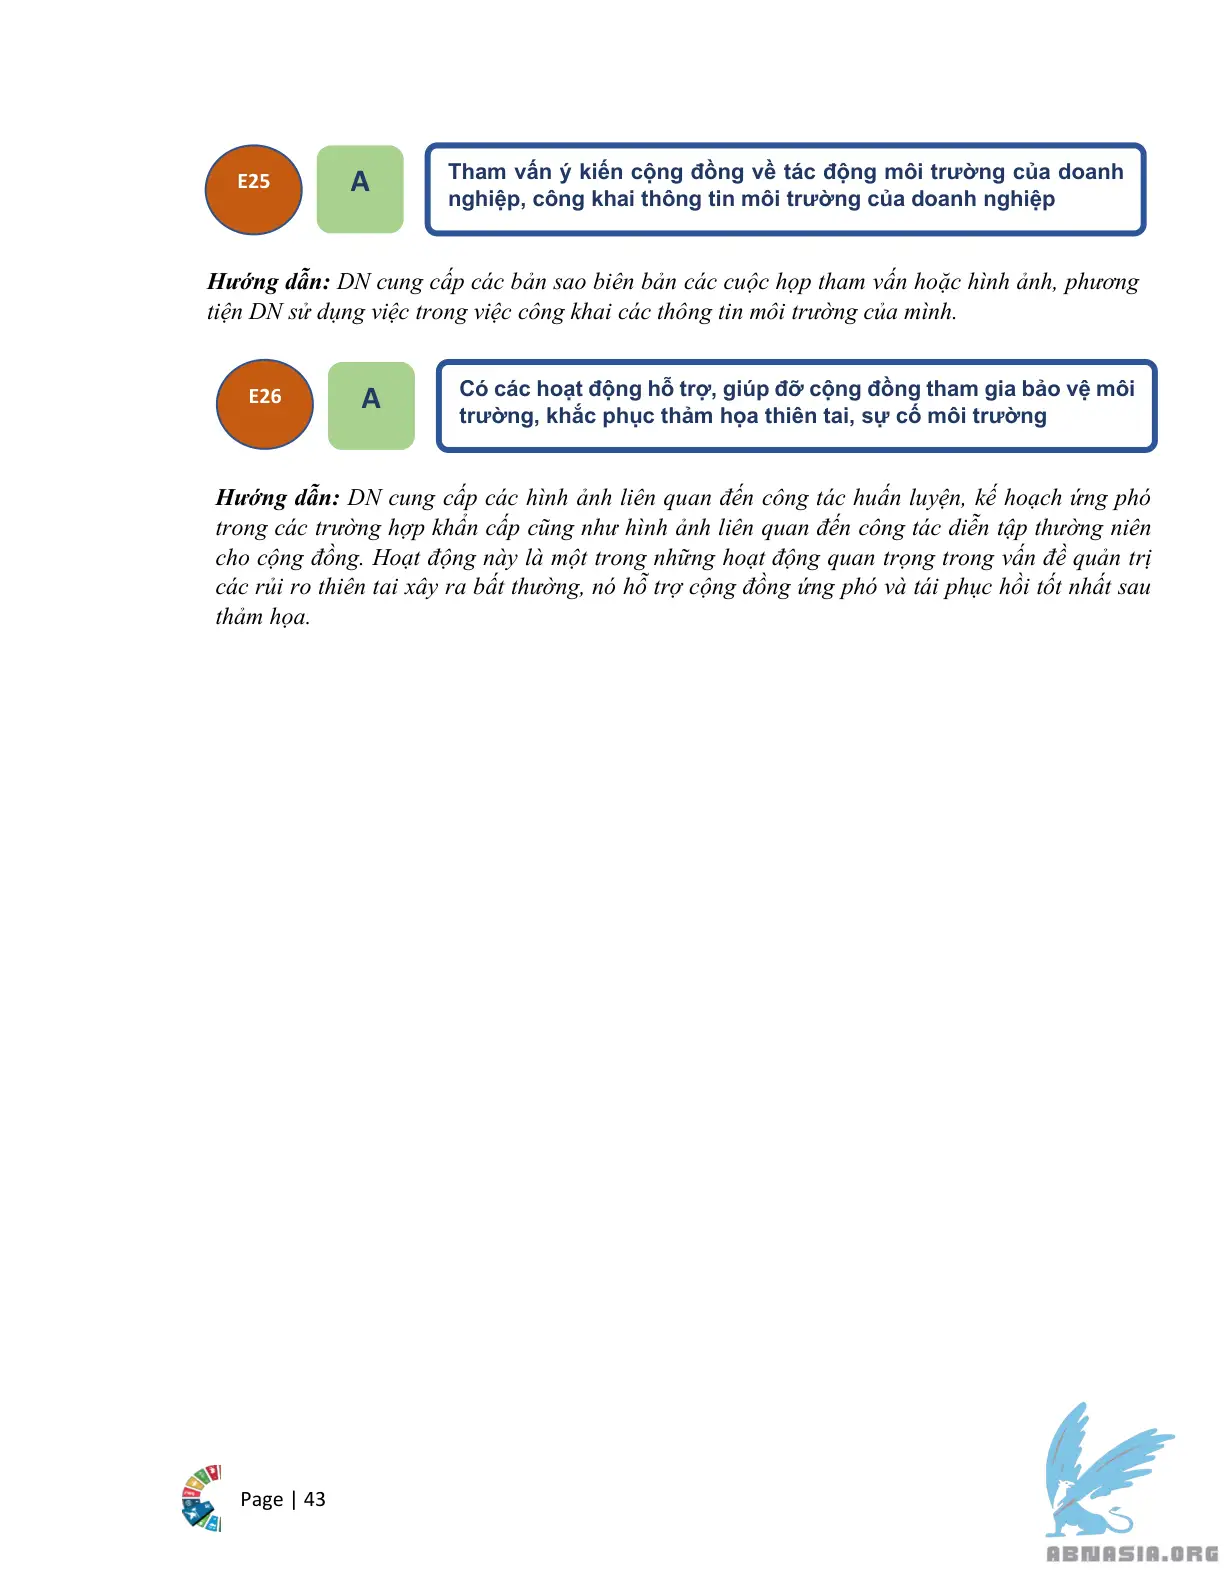 E25
A
Tham vấn ý kiến cộng đồng về tác động môi trường của doanh
nghiệp, công khai thông tin môi trường của doanh nghiệp
Hướng dẫn: DN cung cấp các bản sao biên bản các cuộc họp tham vấn hoặc hình ảnh, phương
tiện DN sử dụng việc trong việc công khai các thông tin môi trường của mình.
E26
A
Có các hoạt động hỗ trợ, giúp đỡ cộng đồng tham gia bảo vệ môi
trường, khắc phục thảm họa thiên tai, sự cố môi trường
Hướng dẫn: DN cung cấp các hình ảnh liên quan đến công tác huấn luyện, kế hoạch ứng phó
trong các trường hợp khẩn cấp cũng như hình ảnh liên quan đến công tác diễn tập thường niên
cho cộng đồng. Hoạt động này là một trong những hoạt động quan trọng trong vấn đề quản trị
các rủi ro thiên tai xảy ra bất thường, nó hỗ trợ cộng đồng ứng phó và tái phục hồi tốt nhất sau
thảm họa.
Page | 43
ABNASIA.ORG